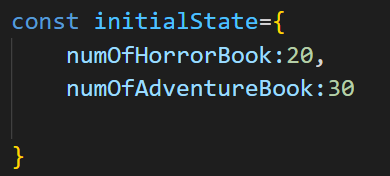 const initialState={
numOfHorrorBook:20,
numOfAdventureBook:30
}